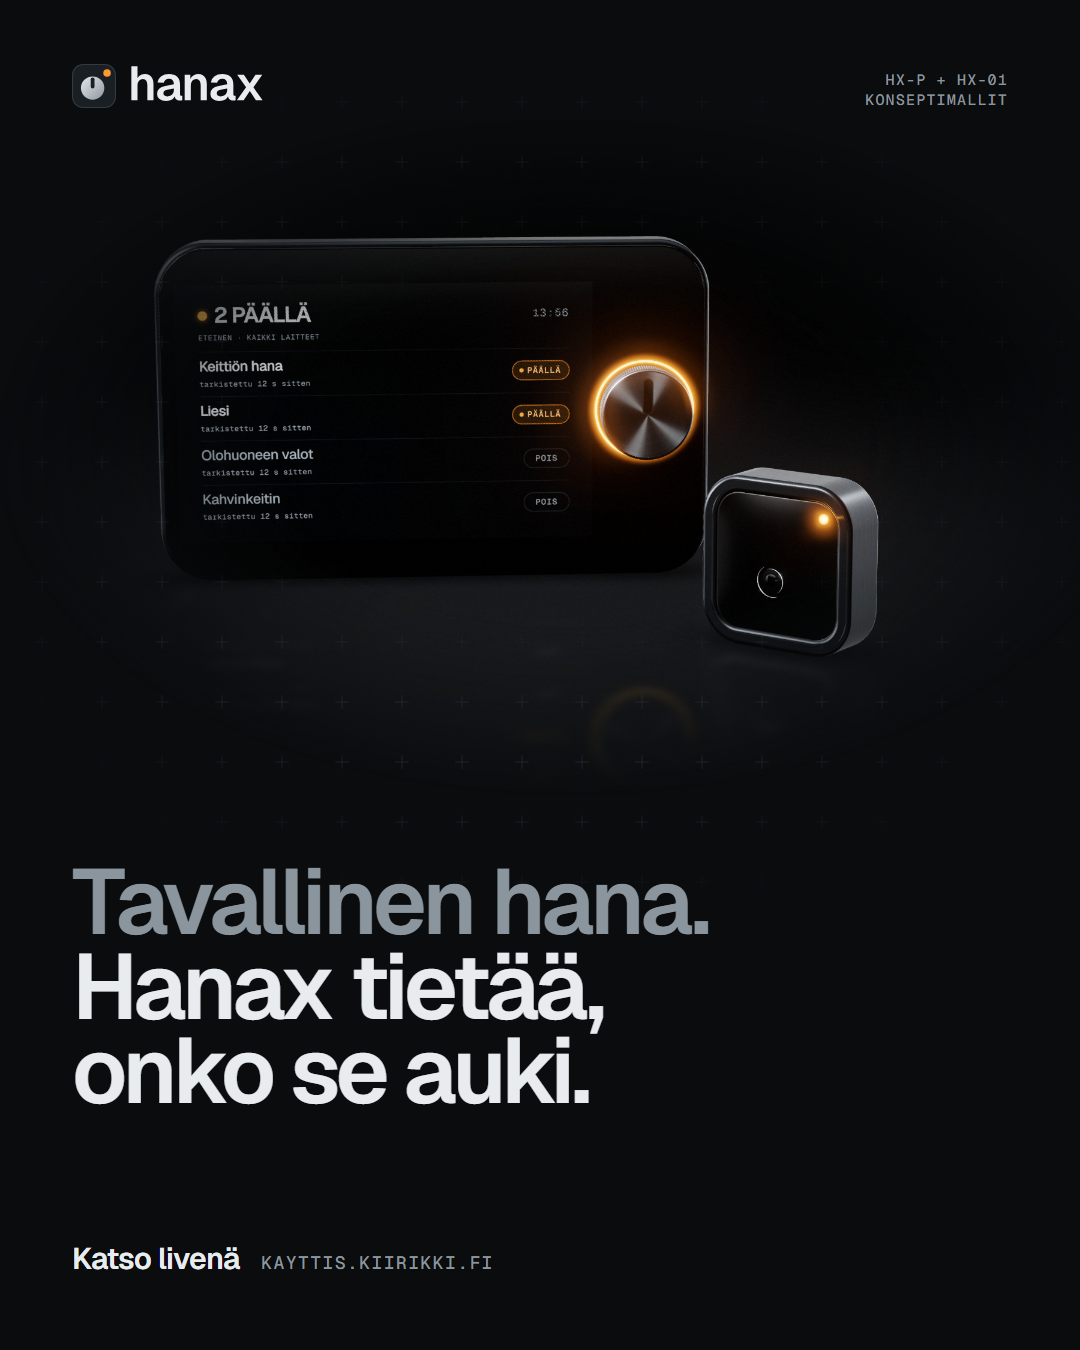 hanax
HX-P + HX-01
KONSEPTIMALLIT
2 PÄÄLLÄ
13:56
ETEINEN · KAIKKI LAITTEET
Keittiön hana
tarkistettu 12 s sitten
PÄÄLLÄ
Liesi
tarkistettu 12 s sitten
PÄÄLLÄ
Olohuoneen valot
tarkistettu 12 s sitten
POIS
Kahvinkeitin
tarkistettu 12 s sitten
POIS
Tavallinen hana.
Hanax tietää,
onko se auki.
Katso livenä KAYTTIS.KIIRIKKI.FI